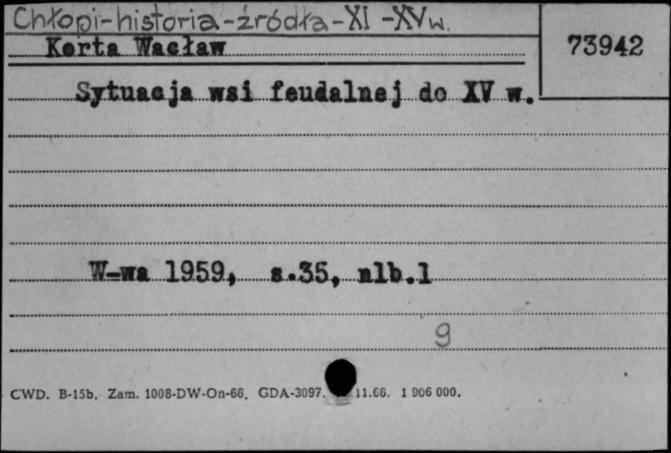 Chłopi-historia-źródła-XI-XVw.
Korta Wacław
73942
Sytuacja wsi feudalnej do XV w.
W-wa 1959, s.35, nlb.1
9
CWD. B-15b. Zam. 1008-DW-On-66. GDA-3097. 11.66. 1 906 000.